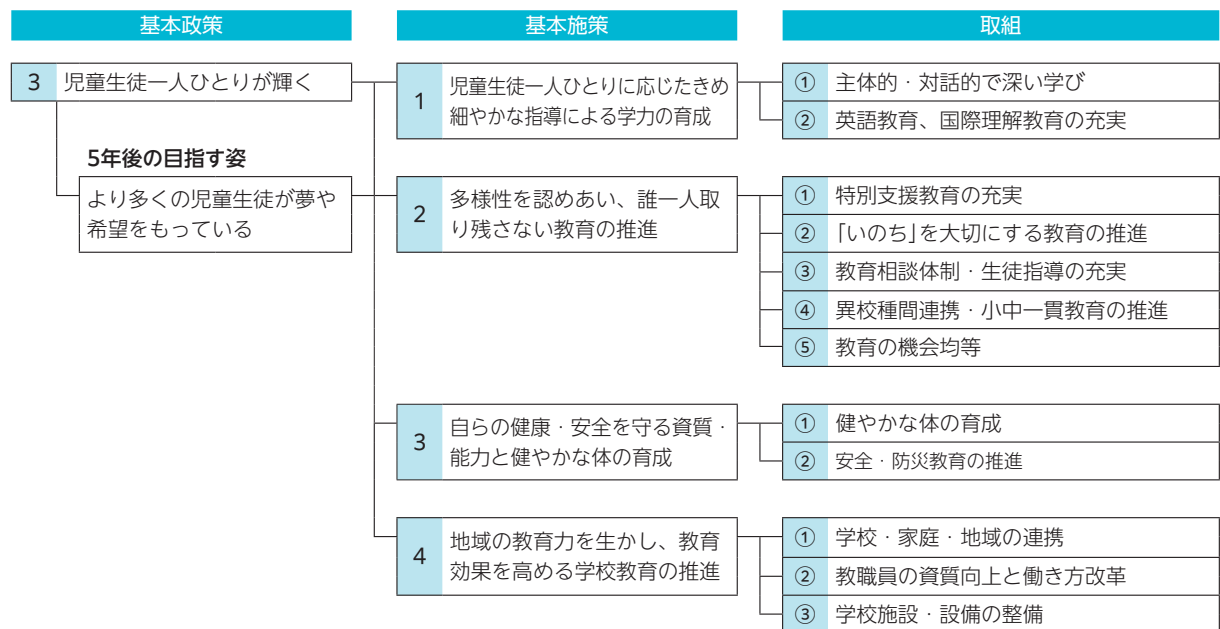 基本政策
基本施策
取組
3 児童生徒一人ひとりが輝く
5年後の目指す姿
より多くの児童生徒が夢や
希望をもっている
1 児童生徒一人ひとりに応じたきめ
細やかな指導による学力の育成
① 主体的・対話的で深い学び
② 英語教育、国際理解教育の充実
2 多様性を認めあい、誰一人取
り残さない教育の推進
① 特別支援教育の充実
② 「いのち」を大切にする教育の推進
③ 教育相談体制・生徒指導の充実
④ 異校種間連携・小中一貫教育の推進
⑤ 教育の機会均等
3 自らの健康・安全を守る資質・
能力と健やかな体の育成
① 健やかな体の育成
② 安全・防災教育の推進
4 地域の教育力を生かし、教育
効果を高める学校教育の推進
① 学校・家庭・地域の連携
② 教職員の資質向上と働き方改革
③ 学校施設・設備の整備